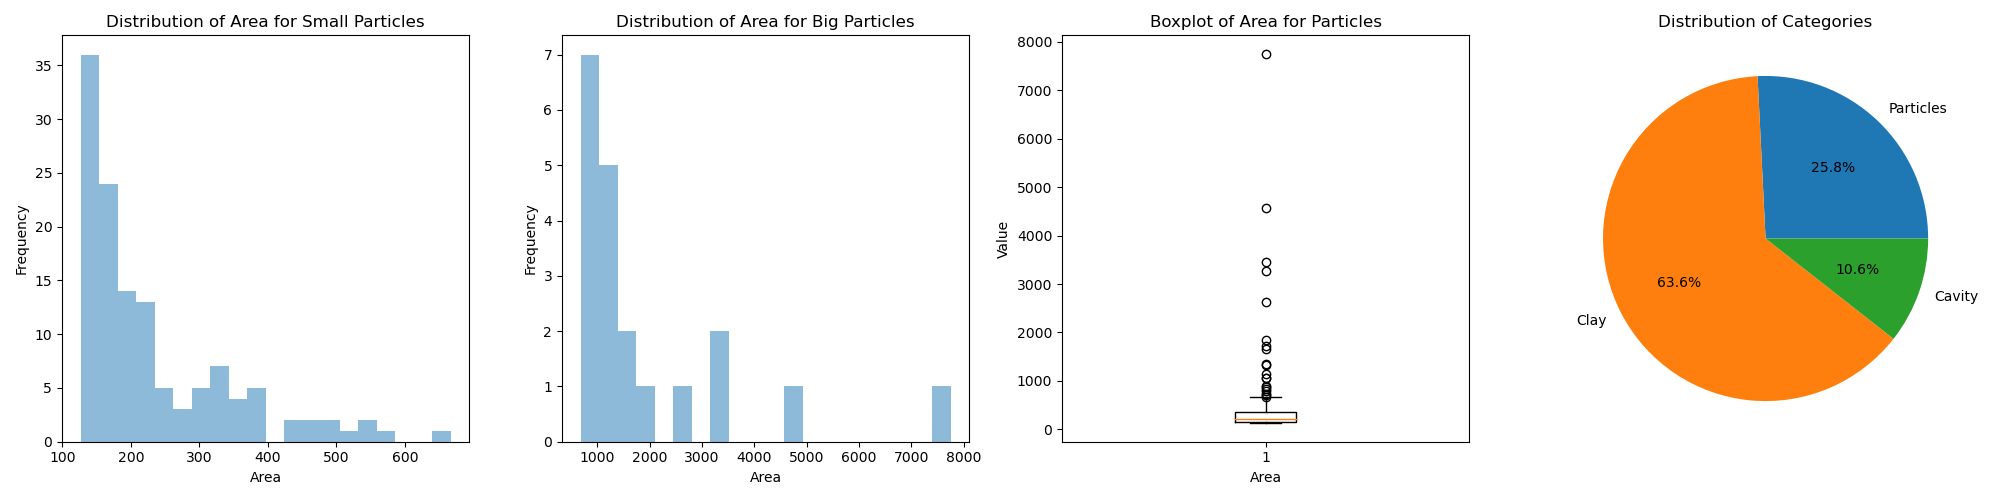 Distribution of Area for Small Particles
35
30
25
20
15
10
5
0
Frequency
100 200 300 400 500 600
Area
Distribution of Area for Big Particles
7
6
5
4
3
2
1
0
Frequency
1000 2000 3000 4000 5000 6000 7000 8000
Area
Boxplot of Area for Particles
8000
7000
6000
5000
4000
3000
2000
1000
0
Value
1
Area
Distribution of Categories
Particles
25.8%
63.6%
Clay
10.6%
Cavity